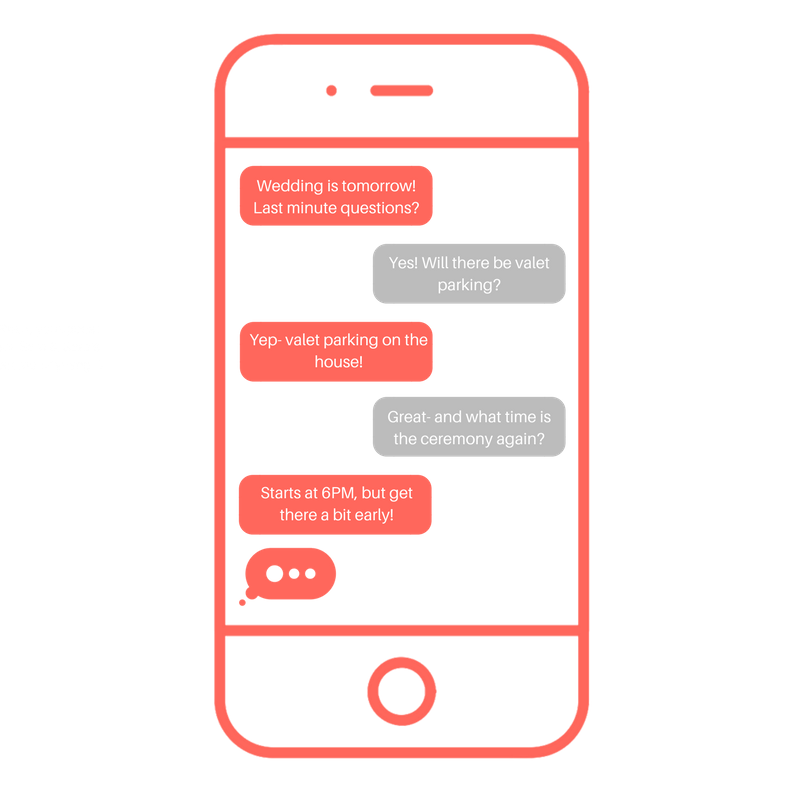 Wedding is tomorrow!
Last minute questions?
Yes! Will there be valet
parking?
Yep- valet parking on the
house!
Great- and what time is
the ceremony again?
Starts at 6PM, but get
there a bit early!